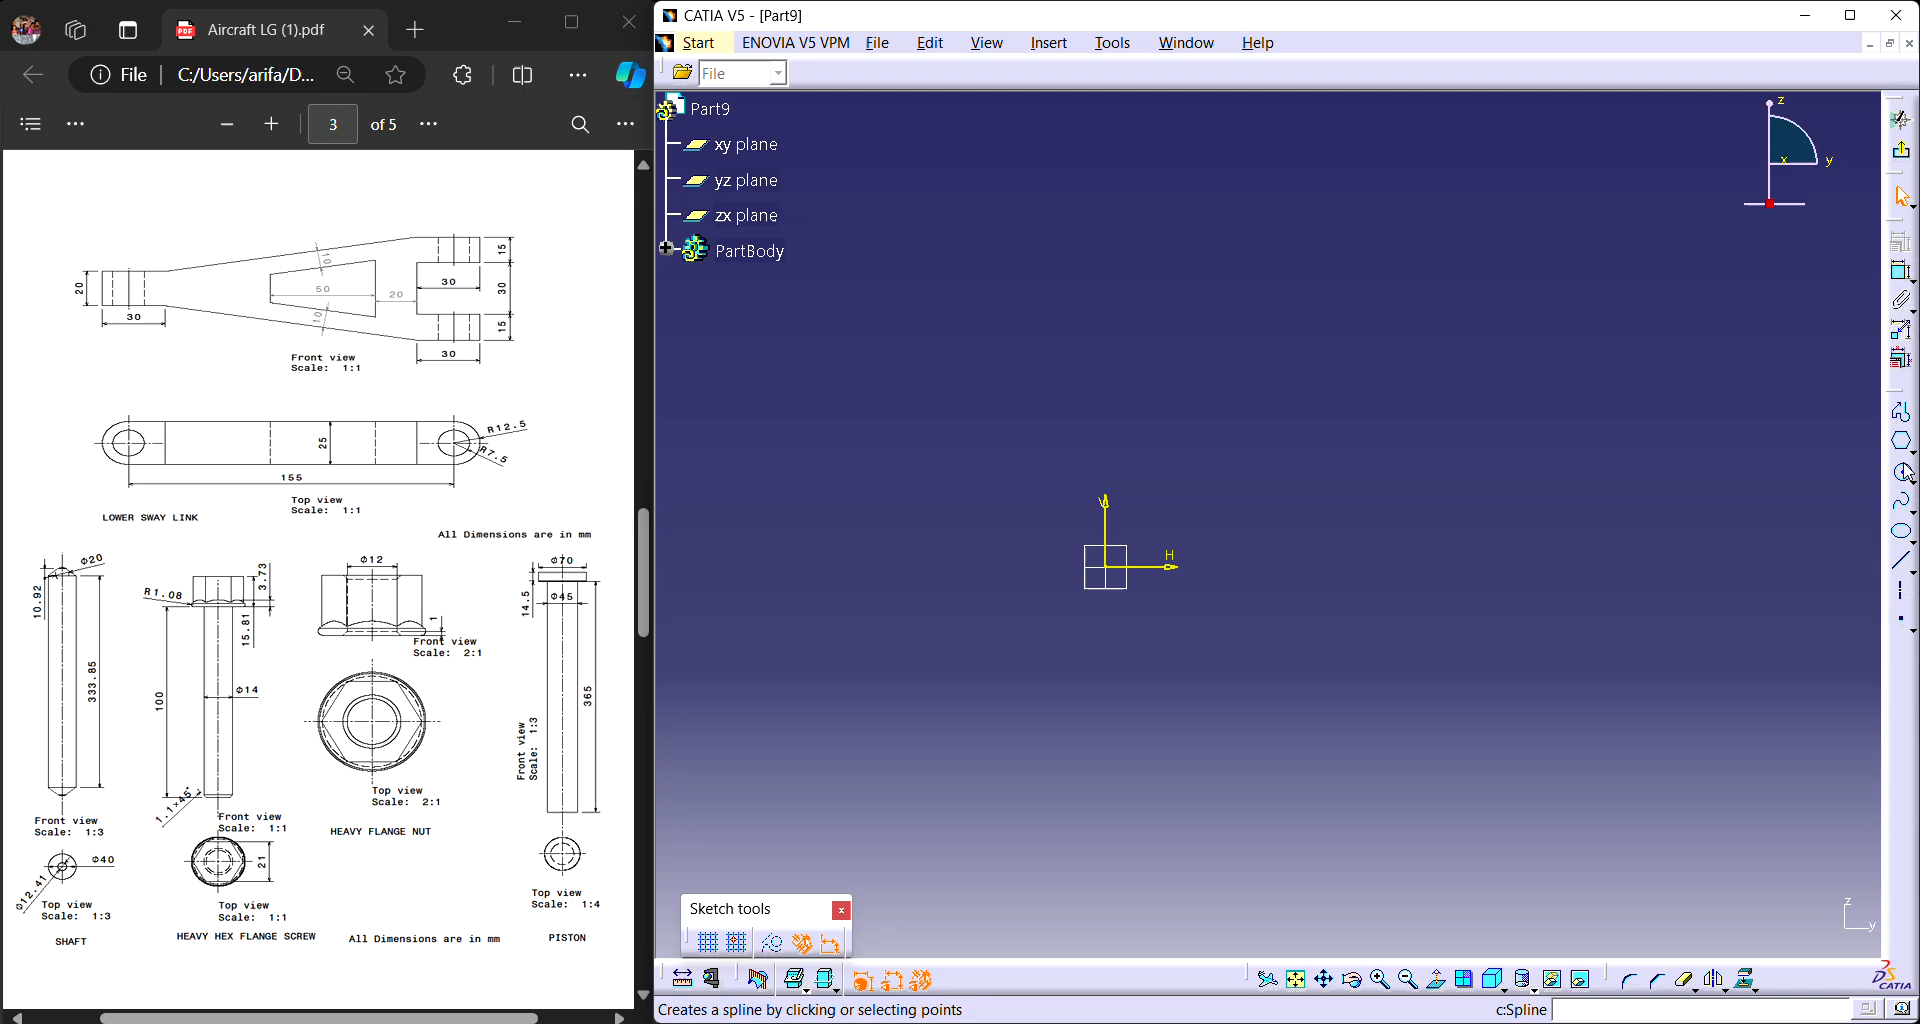 Aircraft LG (1).pdf
File
C:/Users/arifa/D...
3
of 5
15
10
20
30
50
20
30
30
10
15
30
Front view
Scale: 1:1
R12.5
25
R7.5
155
Top view
Scale: 1:1
LOWER SWAY LINK
All Dimensions are in mm
Φ20
10.92
333.85
Front view
Scale: 1:3
Φ40
Φ12.41
Top view
Scale: 1:3
SHAFT
3.73
R1.08
15.81
100
Φ14
1.1×45°
Front view
Scale: 1:1
21
Top view
Scale: 1:1
HEAVY HEX FLANGE SCREW
Φ12
1
Front view
Scale: 2:1
Top view
Scale: 2:1
HEAVY FLANGE NUT
All Dimensions are in mm
Φ70
14.5
Φ45
365
Front view
Scale: 1:3
Top view
Scale: 1:4
PISTON
CATIA V5 - [Part9]
Start
ENOVIA V5 VPM
File
Edit
View
Insert
Tools
Window
Help
File
Part9
xy plane
yz plane
zx plane
PartBody
z
x
y
V
H
z
y
Sketch tools
CATIA
Creates a spline by clicking or selecting points
c:Spline